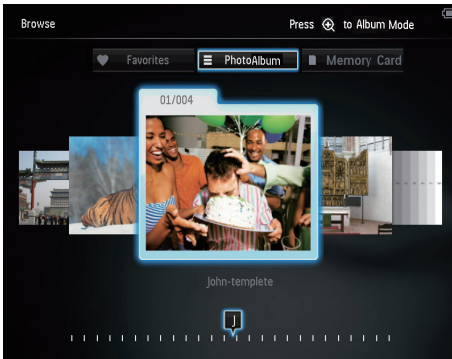 Browse
Press to Album Mode
Favorites
PhotoAlbum
Memory Card
01/004
John-templete
J